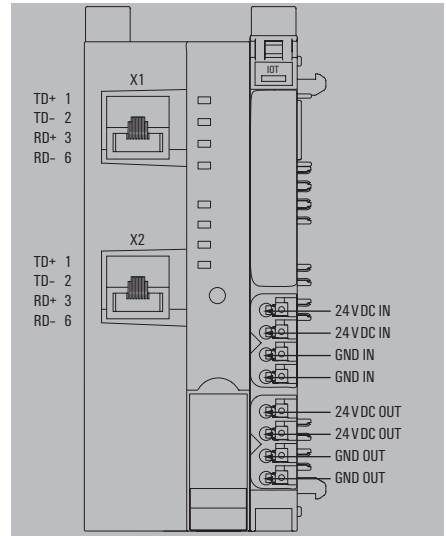 IOT
X1
TD+ 1
TD- 2
RD+ 3
RD- 6
X2
TD+ 1
TD- 2
RD+ 3
RD- 6
24 V DC IN
24 V DC IN
GND IN
GND IN
24 V DC OUT
24 V DC OUT
GND OUT
GND OUT